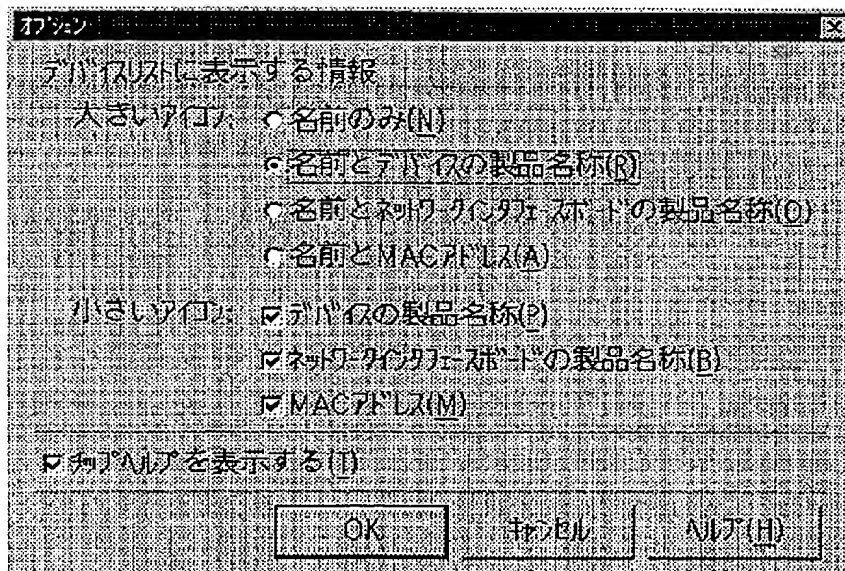 オプション
デバイスリストに表示する情報
大きいアイコン: 名前のみ(N)
名前とデバイスの製品名称(R)
名前とネットワークインタフェースボードの製品名称(O)
名前とMACアドレス(A)
小さいアイコン: デバイスの製品名称(P)
ネットワークインタフェースボードの製品名称(B)
MACアドレス(M)
チップヘルプを表示する(T)
OK キャンセル ヘルプ(H)